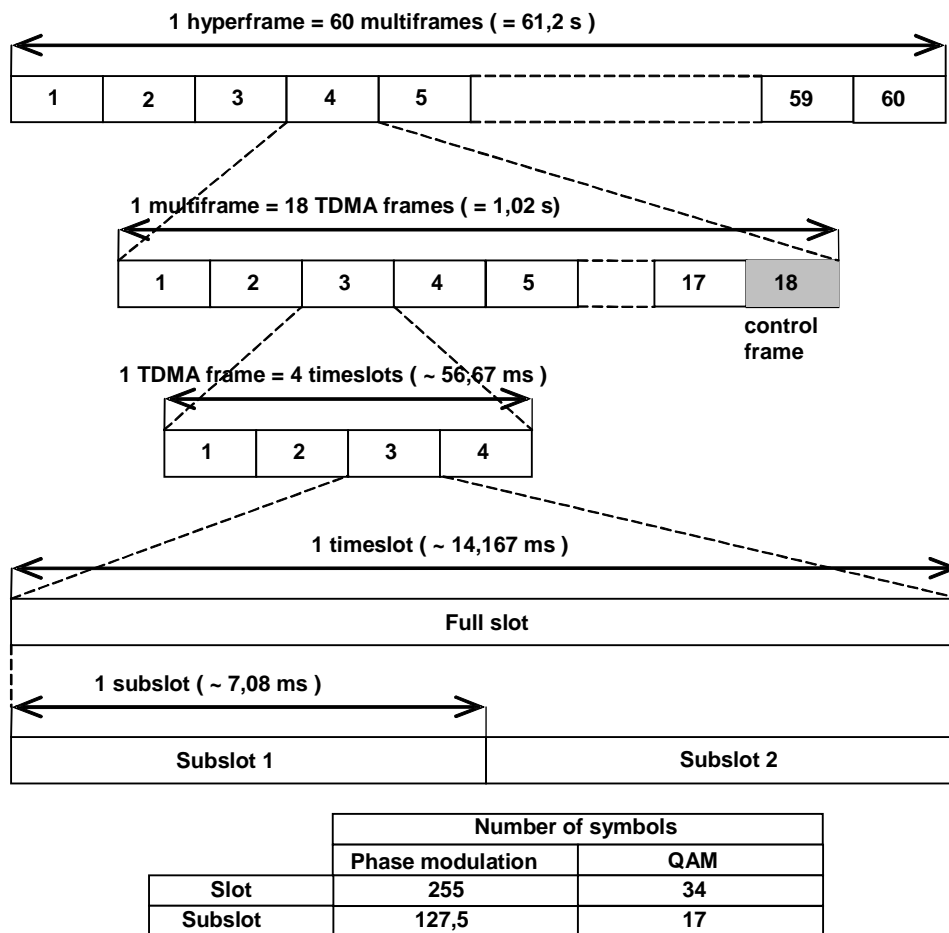 1 hyperframe = 60 multiframes ( = 61,2 s )
1 2 3 4 5 59 60
1 multiframe = 18 TDMA frames ( = 1,02 s)
1 2 3 4 5 17 18
control
frame
1 TDMA frame = 4 timeslots ( ~ 56,67 ms )
1 2 3 4
1 timeslot ( ~ 14,167 ms )
Full slot
1 subslot ( ~ 7,08 ms )
Subslot 1 Subslot 2
Number of symbols
Phase modulation QAM
Slot 255 34
Subslot 127,5 17